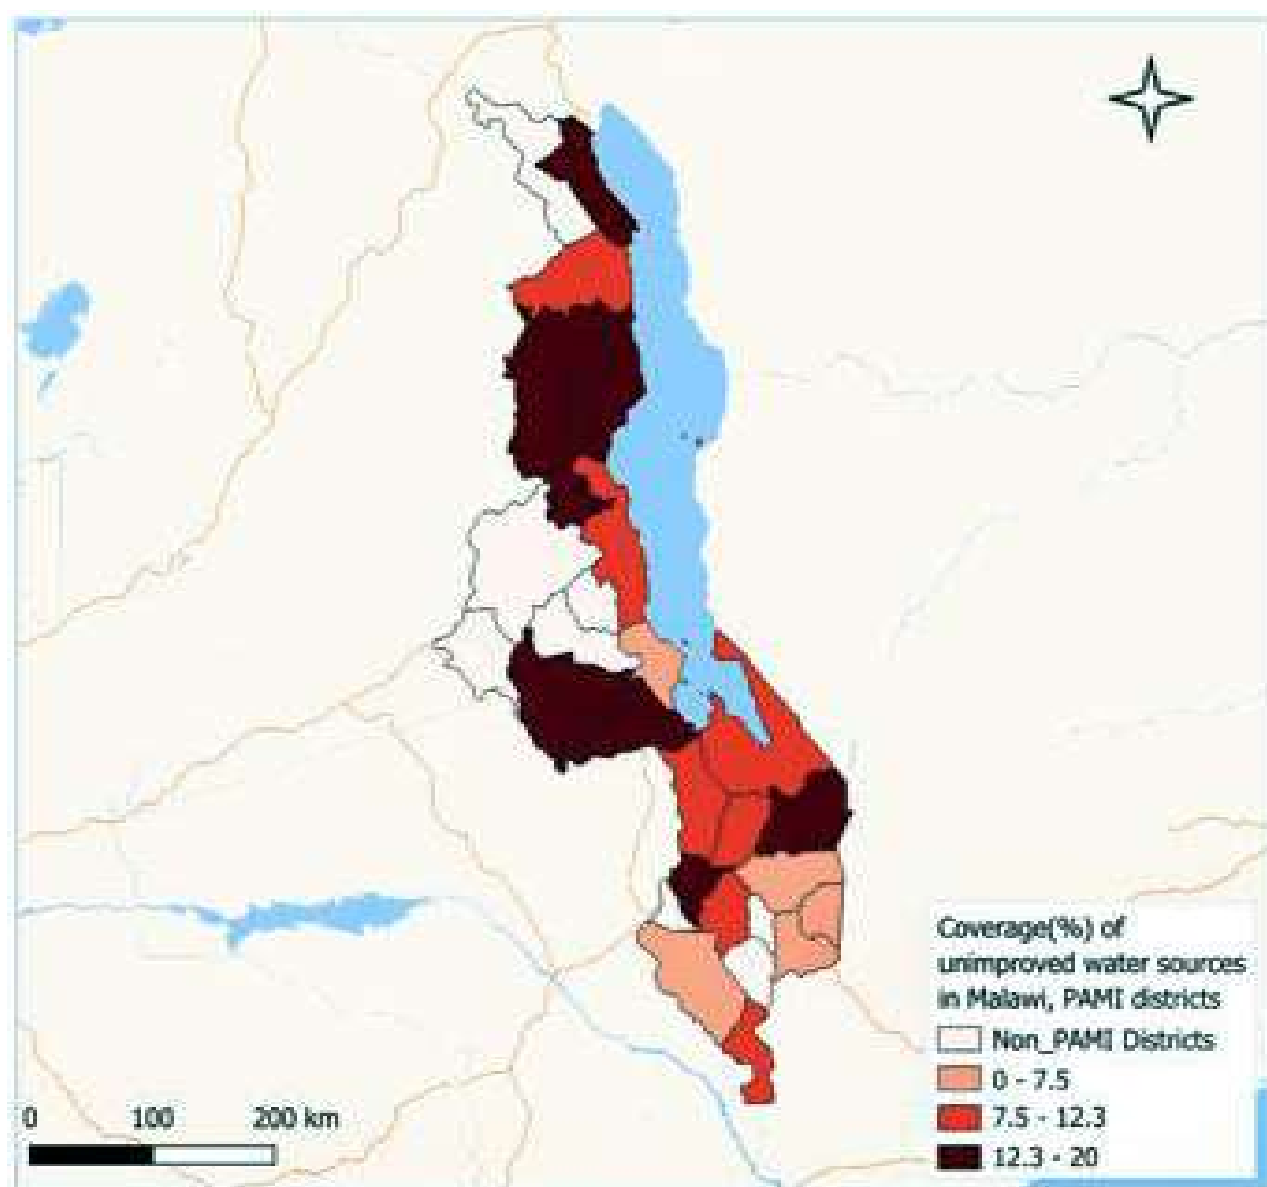 Coverage(%) of
unimproved water sources
in Malawi, PAMI districts
Non_PAMI Districts
0 - 7.5
7.5 - 12.3
12.3 - 20
0 100 200 km